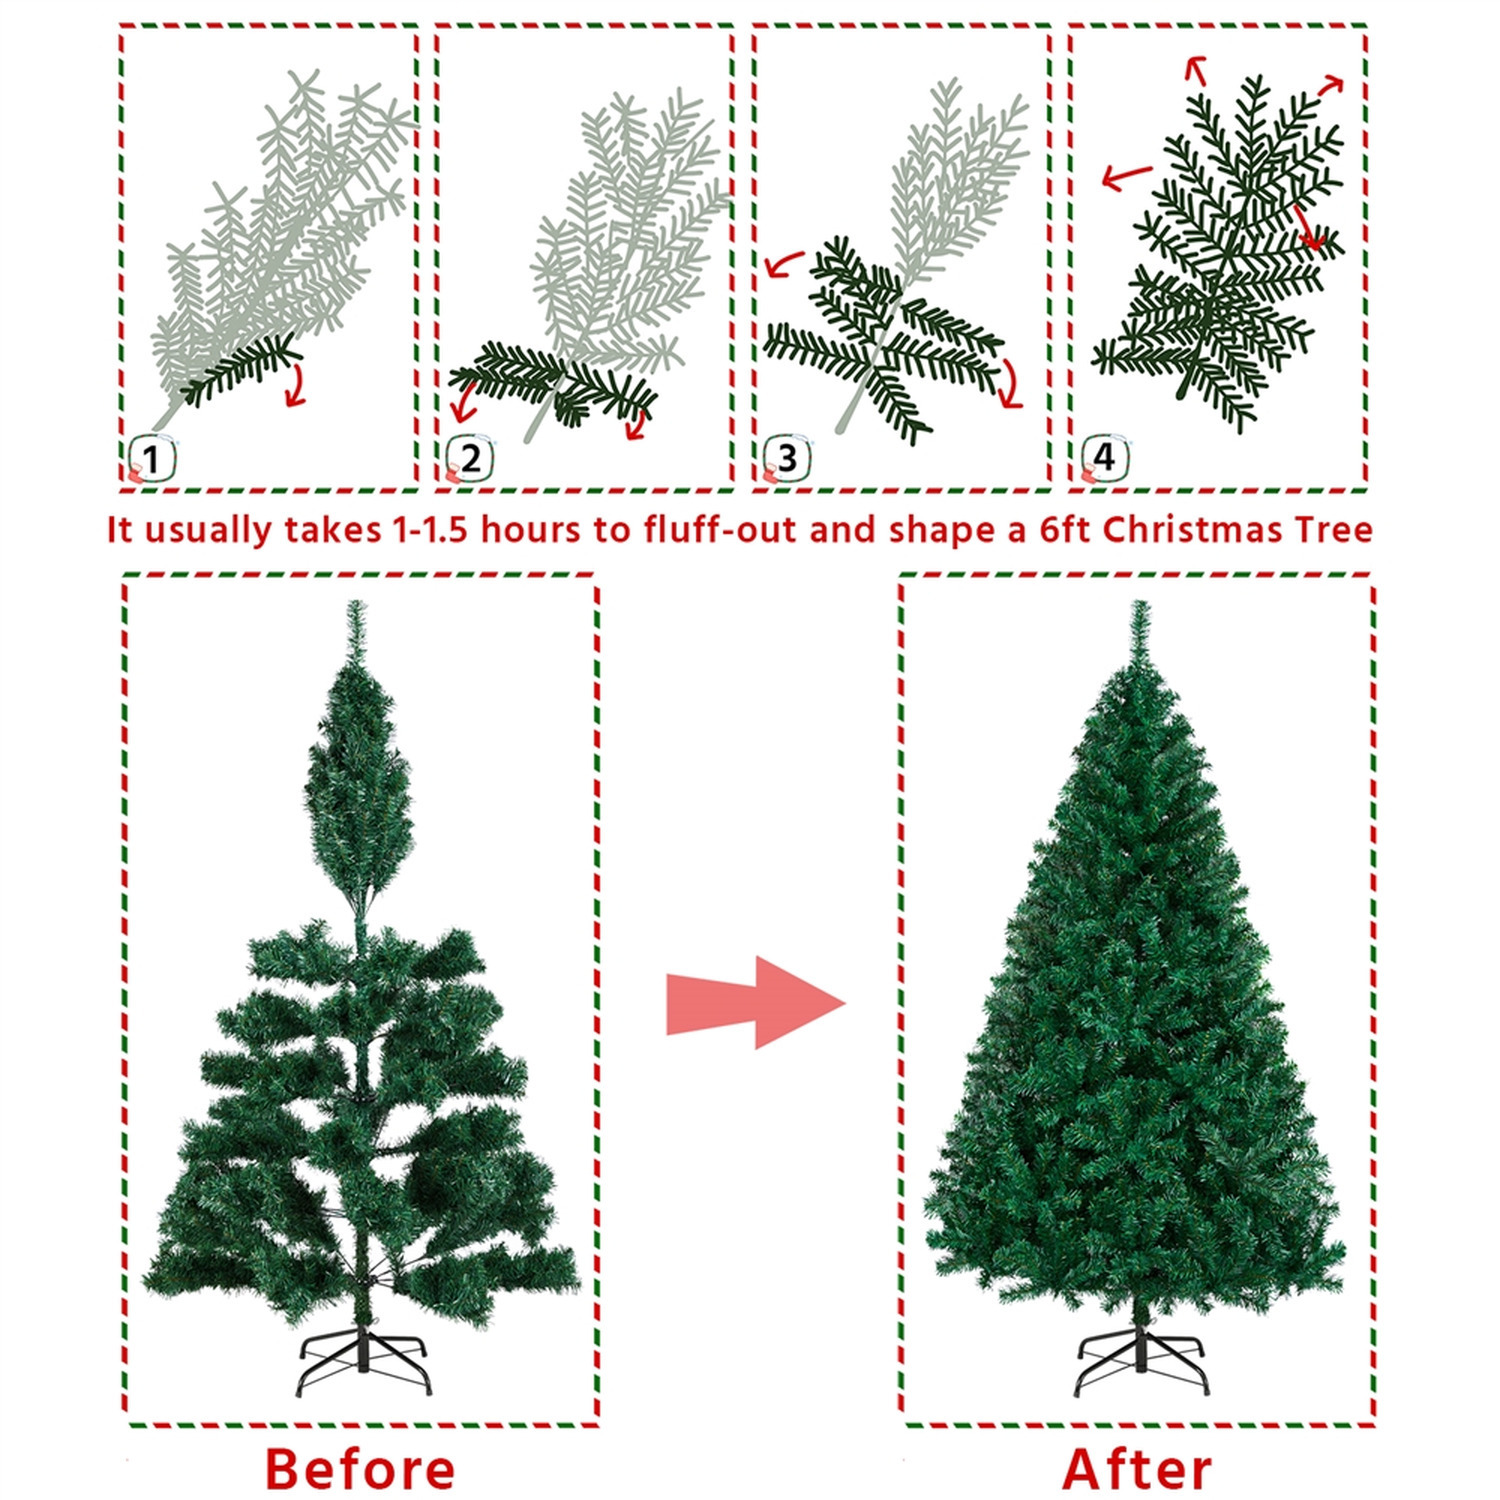 1
2
3
4
It usually takes 1-1.5 hours to fluff-out and shape a 6ft Christmas Tree
Before
After